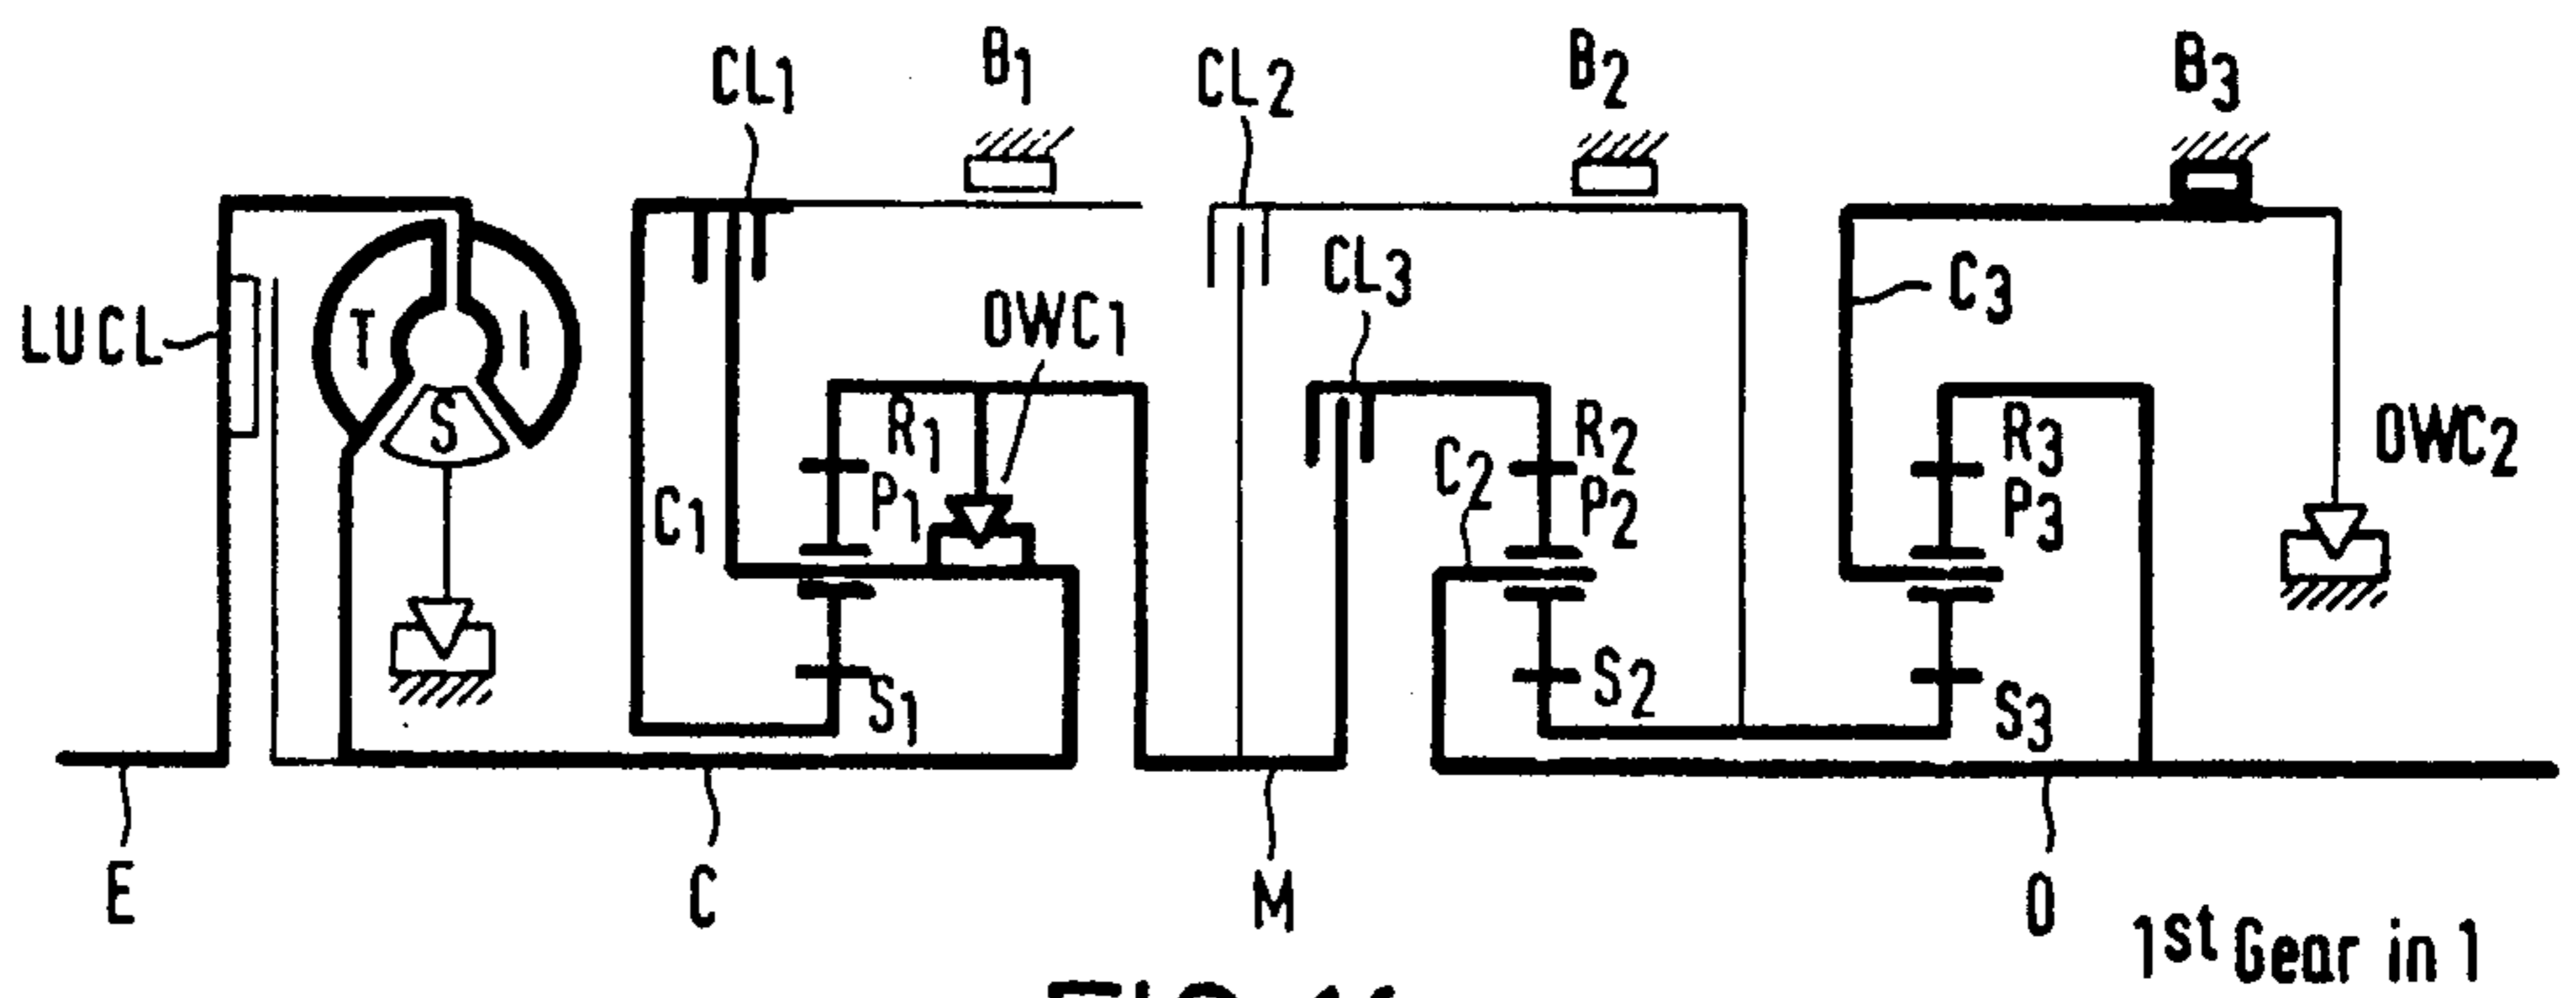 CL1
B1
CL2
B2
B3
LUCL
T
I
S
OWC1
CL3
C3
C1
R1
P1
S1
C2
R2
P2
S2
R3
P3
S3
OWC2
E
C
M
O
1st Gear in 1